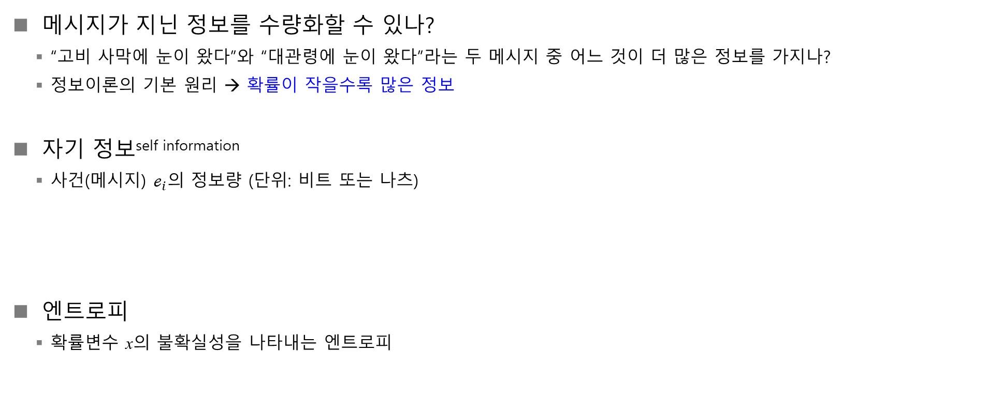 ■ 메시지가 지닌 정보를 수량화할 수 있나?
▪ “고비 사막에 눈이 왔다”와 “대관령에 눈이 왔다”라는 두 메시지 중 어느 것이 더 많은 정보를 가지나?
▪ 정보이론의 기본 원리 → 확률이 작을수록 많은 정보
■ 자기 정보self information
▪ 사건(메시지) eᵢ의 정보량 (단위: 비트 또는 나츠)
■ 엔트로피
▪ 확률변수 x의 불확실성을 나타내는 엔트로피